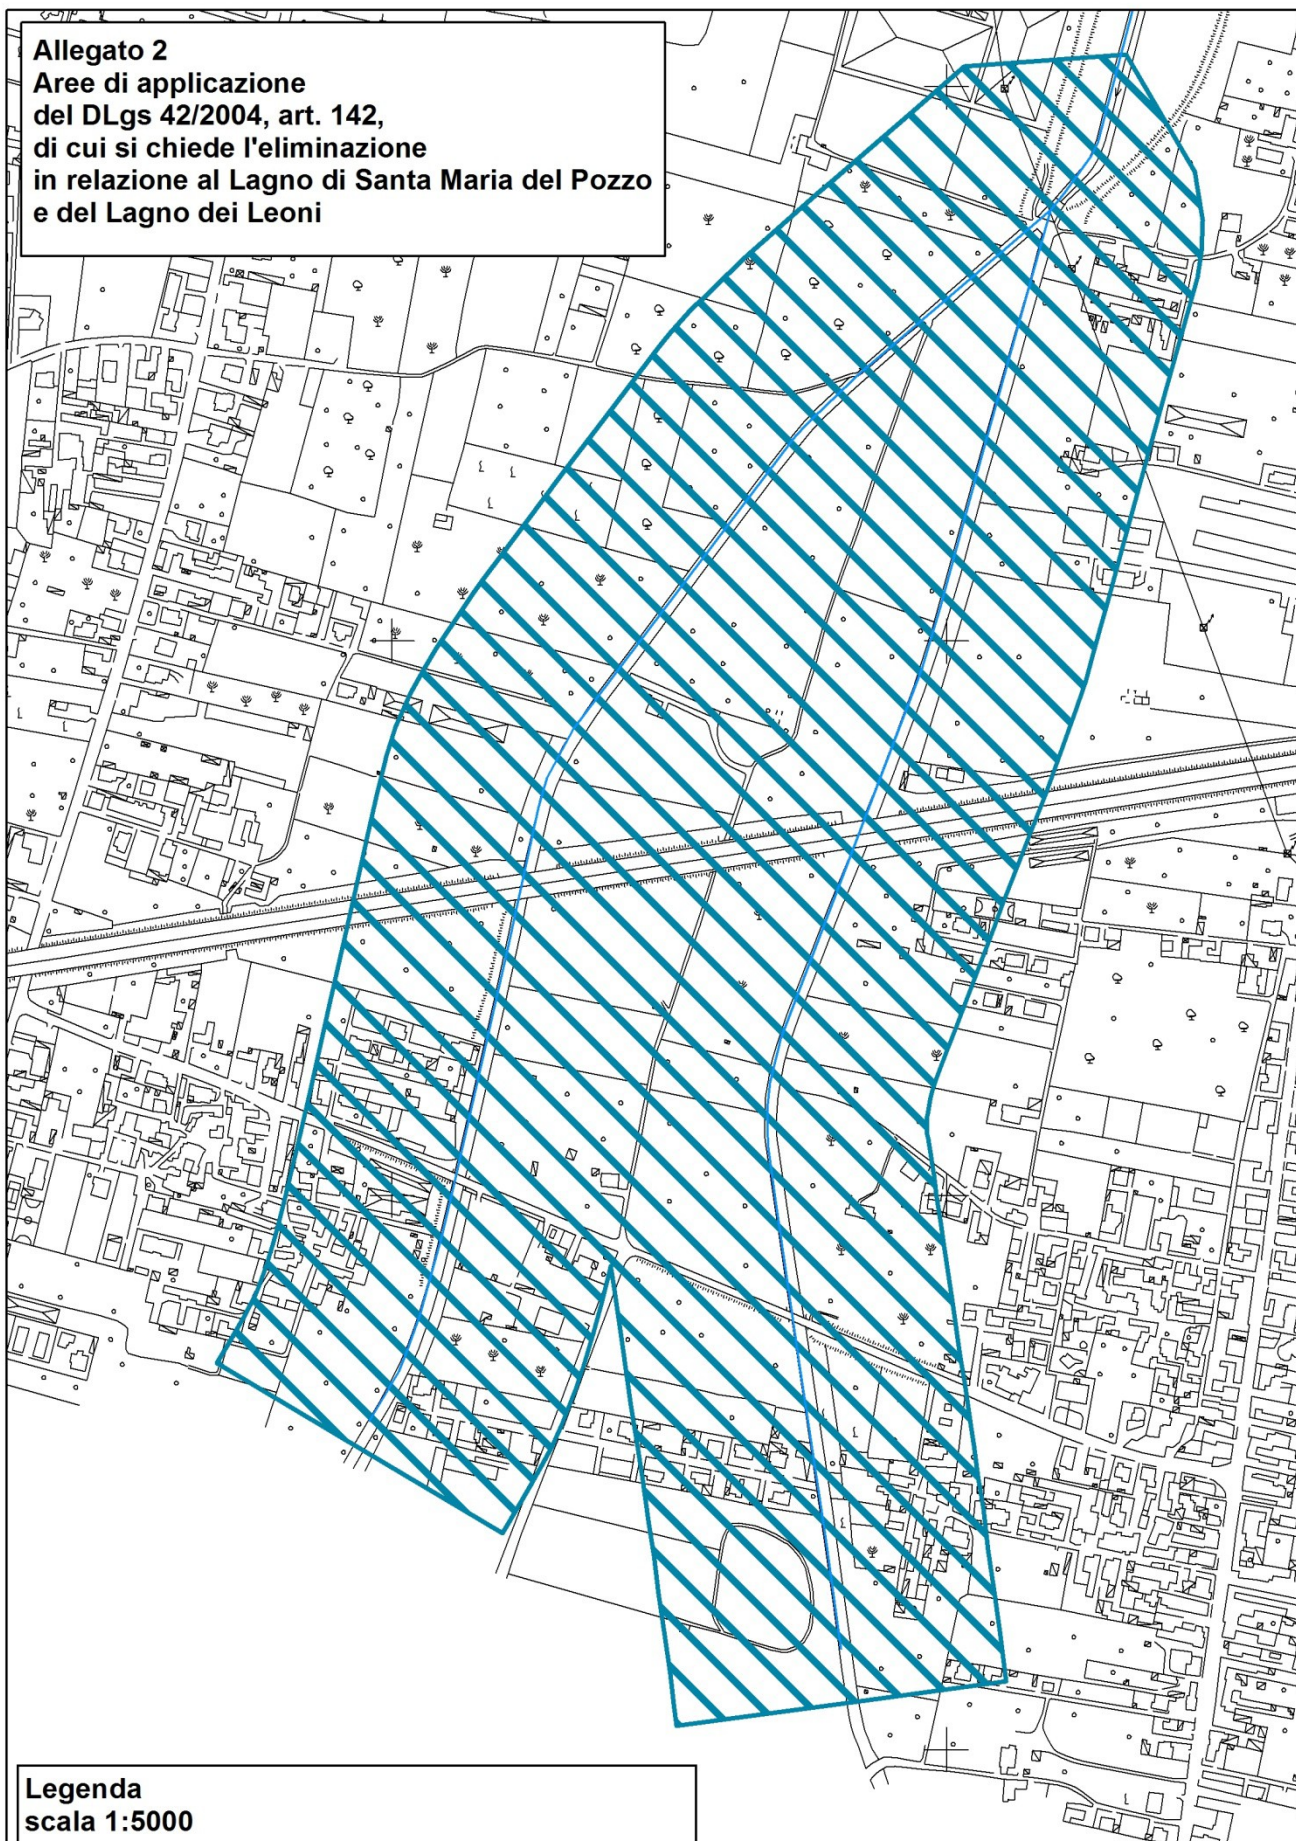 Allegato 2
Aree di applicazione
del DLgs 42/2004, art. 142,
di cui si chiede l'eliminazione
in relazione al Lagno di Santa Maria del Pozzo
e del Lagno dei Leoni
Legenda
scala 1:5000